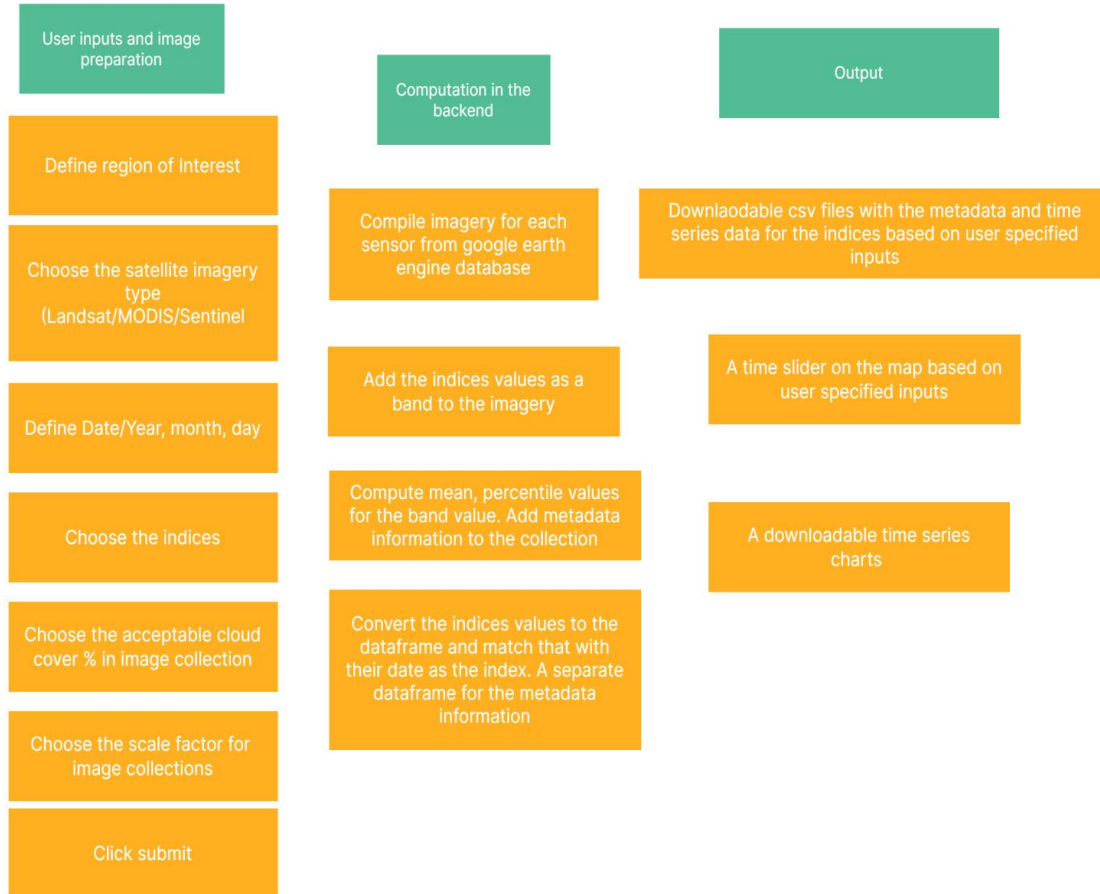 User inputs and image
preparation
Define region of Interest
Choose the satellite imagery
type
(Landsat/MODIS/Sentinel
Define Date/Year, month, day
Choose the indices
Choose the acceptable cloud
cover % in image collection
Choose the scale factor for
image collections
Click submit
Computation in the
backend
Compile imagery for each
sensor from google earth
engine database
Add the indices values as a
band to the imagery
Compute mean, percentile values
for the band value. Add metadata
information to the collection
Convert the indices values to the
dataframe and match that with
their date as the index. A separate
dataframe for the metadata
information
Output
Downlaodable csv files with the metadata and time
series data for the indices based on user specified
inputs
A time slider on the map based on
user specified inputs
A downloadable time series
charts